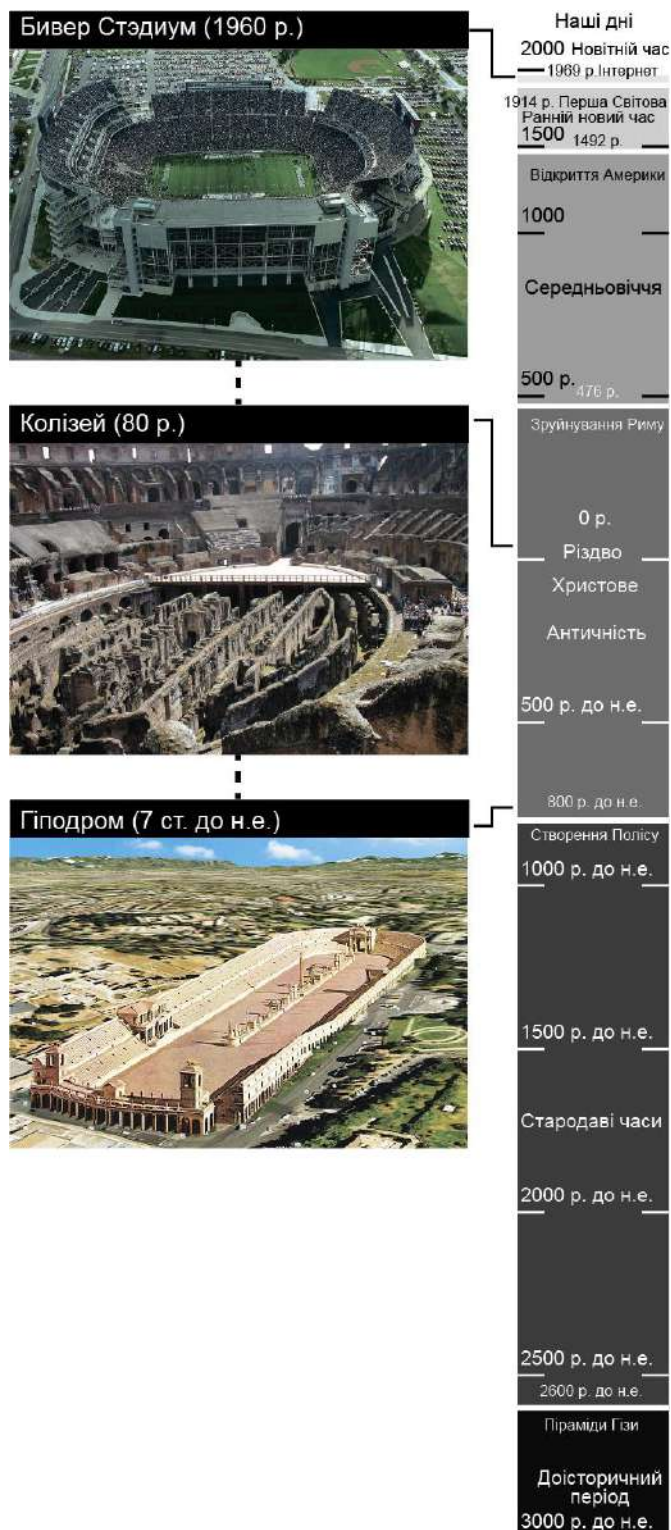 Бивер Стэдиум (1960 р.)
Колізей (80 р.)
Гіподром (7 ст. до н.е.)
Наші дні
2000 Новітній час
1969 р.Інтернет
1914 р. Перша Світова
Ранній новий час
1500 1492 р.
Відкриття Америки
1000
Середньовіччя
500 р.
476 р.
Зруйнування Риму
0 р.
Різдво
Христове
Античність
500 р. до н.е.
800 р. до н.е.
Створення Полісу
1000 р. до н.е.
1500 р. до н.е.
Стародаві часи
2000 р. до н.е.
2500 р. до н.е.
2600 р. до н.е.
Піраміди Гізи
Доісторичний
період
3000 р. до н.е.